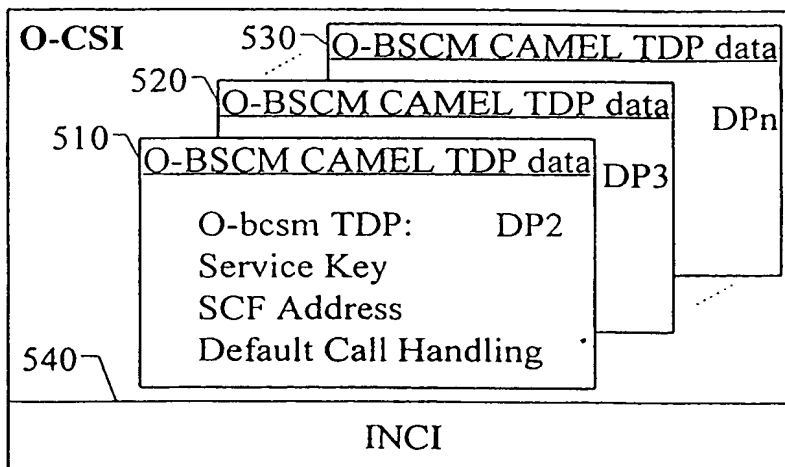 O-CSI
530 O-BSCM CAMEL TDP data
DPn
520 O-BSCM CAMEL TDP data
DP3
510 O-BSCM CAMEL TDP data
O-bcsm TDP: DP2
Service Key
SCF Address
Default Call Handling
540
INCI